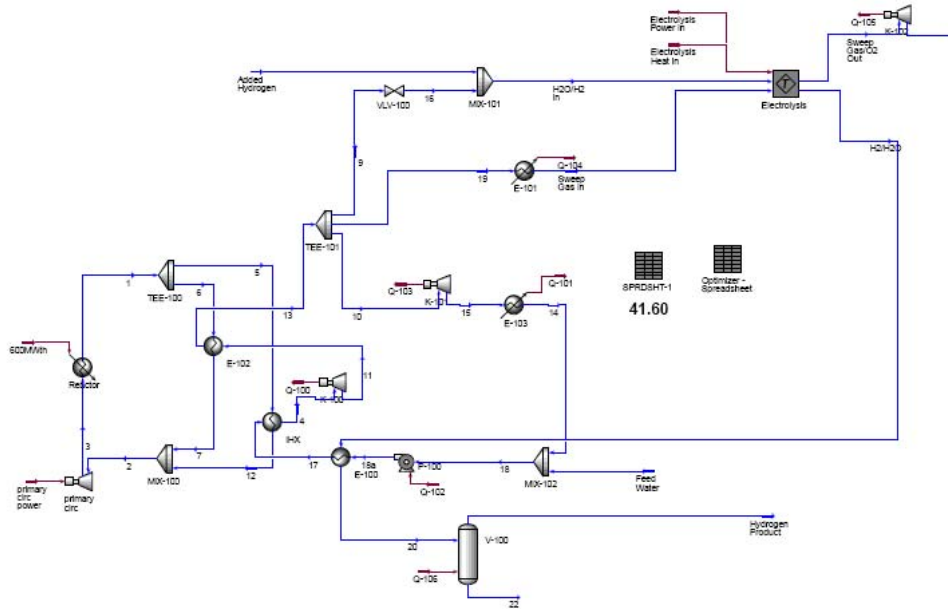 Electrolysis
Power In
Q-105
K-102
Electrolysis
Heat In
Sweep
Gas/O2
Out
Added
Hydrogen
VLV-100
16
MIX-101
H2O/H2
In
Electrolysis
H2/H2O
9
19
E-101
Q-104
Sweep
Gas In
TEE-101
1
TEE-100
5
6
13
10
Q-103
K-101
15
E-103
Q-101
14
SPRDSHT-1
41.60
Optimizer -
Spreadsheet
600MWth
Reactor
E-102
11
Q-100
K-100
4
IHX
3
2
MIX-100
7
12
17
E-100
18a
P-100
18
MIX-102
Feed
Water
Q-102
primary
circ
power
primary
circ
20
V-100
Hydrogen
Product
Q-106
22